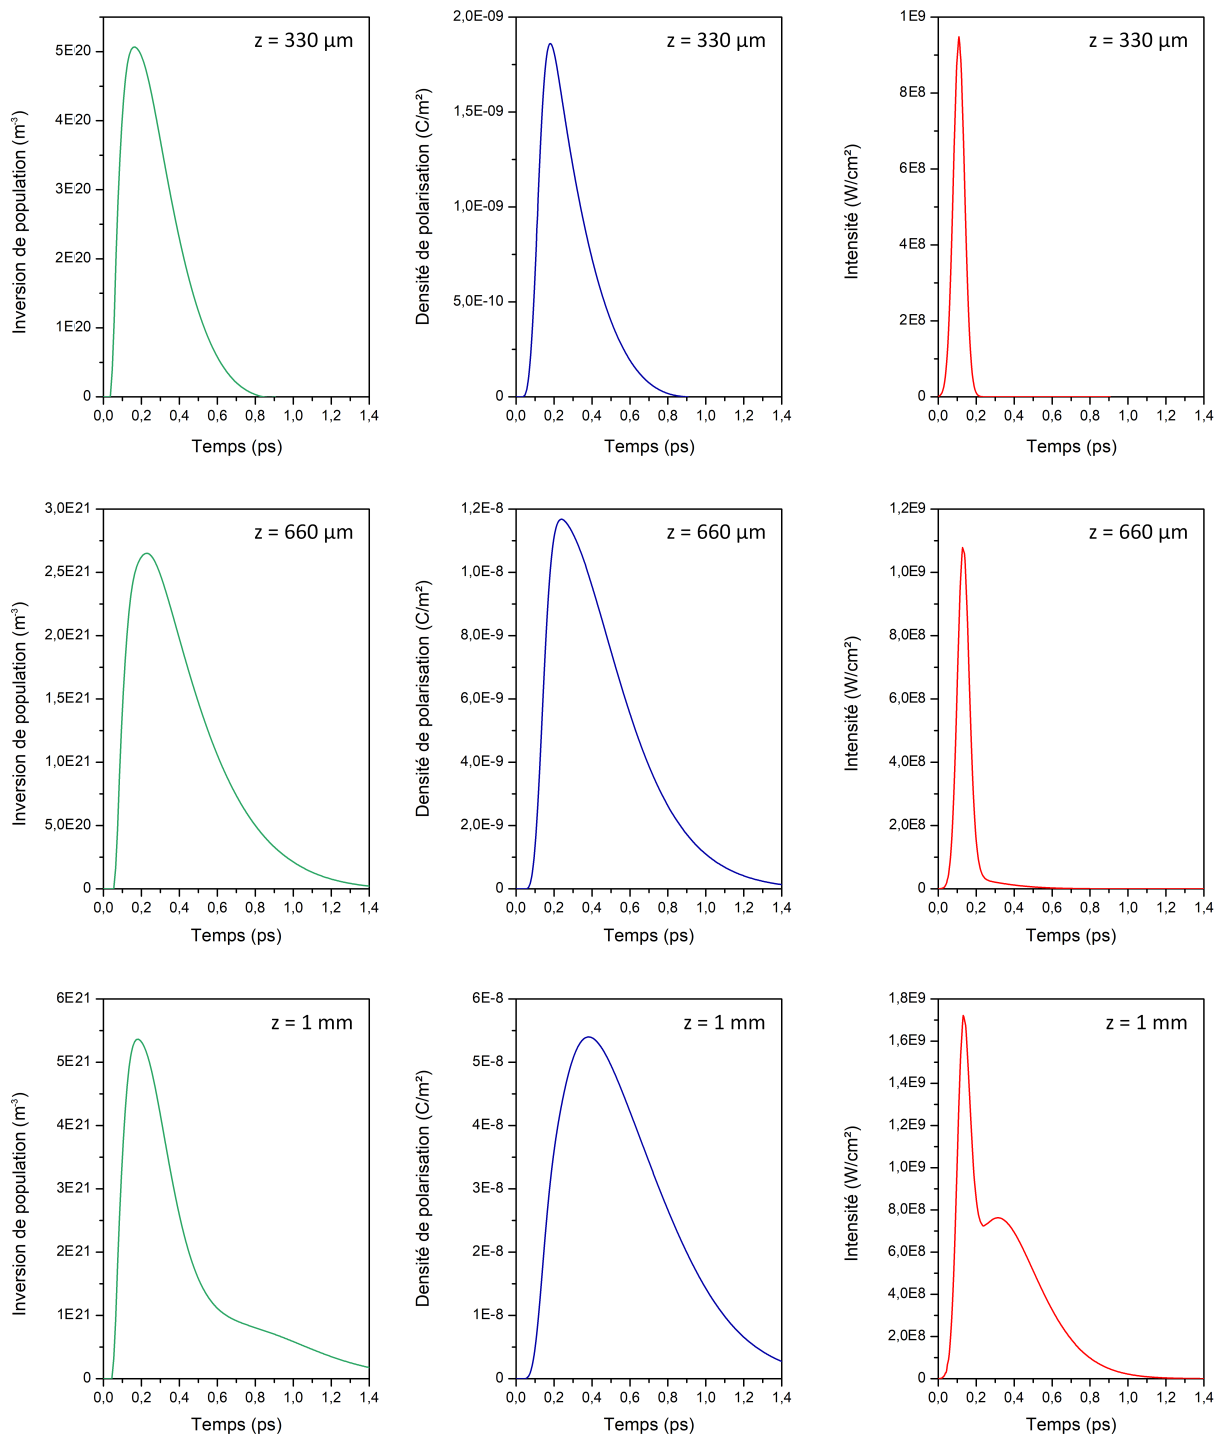 z = 330 µm
5E20
4E20
3E20
2E20
1E20
0
0,0 0,2 0,4 0,6 0,8 1,0 1,2 1,4
Temps (ps)
Inversion de population (m⁻³)
z = 330 µm
2,0E-09
1,5E-09
1,0E-09
5,0E-10
0
0,0 0,2 0,4 0,6 0,8 1,0 1,2 1,4
Temps (ps)
Densité de polarisation (C/m²)
z = 330 µm
1E9
8E8
6E8
4E8
2E8
0
0,0 0,2 0,4 0,6 0,8 1,0 1,2 1,4
Temps (ps)
Intensité (W/cm²)
z = 660 µm
3,0E21
2,5E21
2,0E21
1,5E21
1,0E21
5,0E20
0
0,0 0,2 0,4 0,6 0,8 1,0 1,2 1,4
Temps (ps)
Inversion de population (m⁻³)
z = 660 µm
1,2E-8
1,0E-8
8,0E-9
6,0E-9
4,0E-9
2,0E-9
0
0,0 0,2 0,4 0,6 0,8 1,0 1,2 1,4
Temps (ps)
Densité de polarisation (C/m²)
z = 660 µm
1,2E9
1,0E9
8,0E8
6,0E8
4,0E8
2,0E8
0
0,0 0,2 0,4 0,6 0,8 1,0 1,2 1,4
Temps (ps)
Intensité (W/cm²)
z = 1 mm
6E21
5E21
4E21
3E21
2E21
1E21
0
0,0 0,2 0,4 0,6 0,8 1,0 1,2 1,4
Temps (ps)
Inversion de population (m⁻³)
z = 1 mm
6E-8
5E-8
4E-8
3E-8
2E-8
1E-8
0
0,0 0,2 0,4 0,6 0,8 1,0 1,2 1,4
Temps (ps)
Densité de polarisation (C/m²)
z = 1 mm
1,8E9
1,6E9
1,4E9
1,2E9
1,0E9
8,0E8
6,0E8
4,0E8
2,0E8
0
0,0 0,2 0,4 0,6 0,8 1,0 1,2 1,4
Temps (ps)
Intensité (W/cm²)